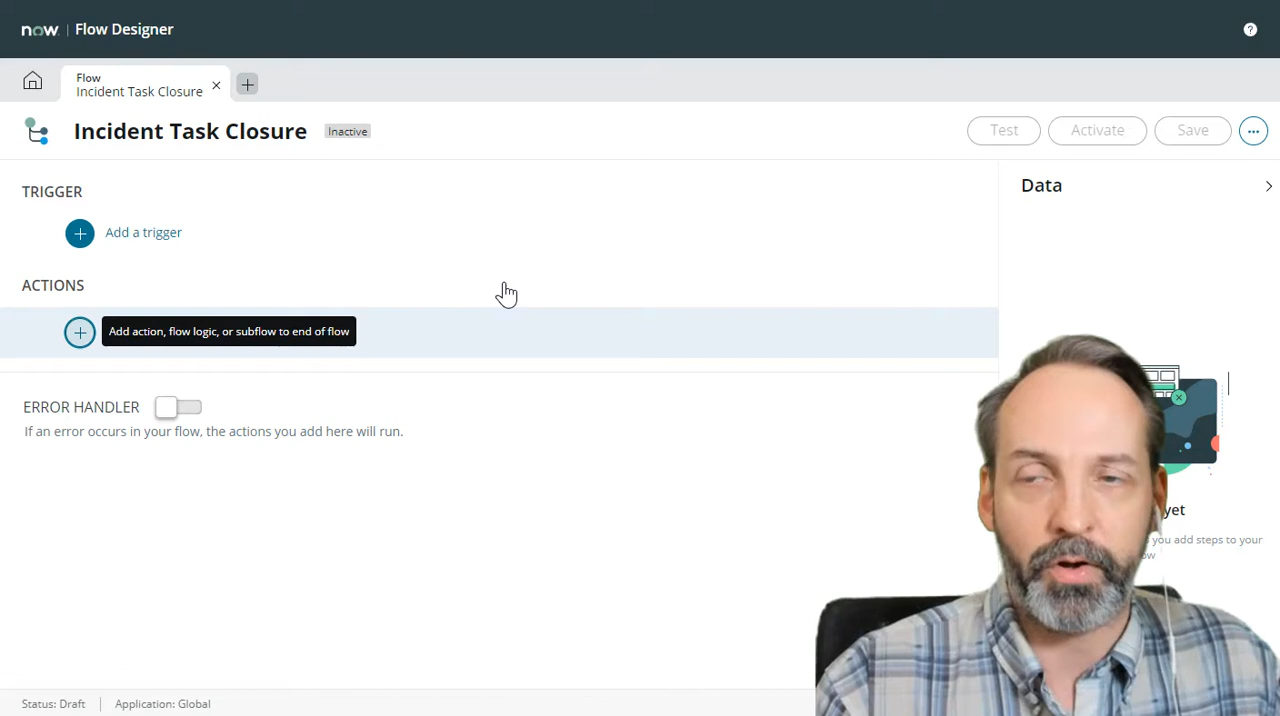 now. | Flow Designer
Flow
Incident Task Closure
Incident Task Closure
Inactive
Test
Activate
Save
TRIGGER
Add a trigger
ACTIONS
Add action, flow logic, or subflow to end of flow
ERROR HANDLER
If an error occurs in your flow, the actions you add here will run.
Data
yet
you add steps to your
Status: Draft
Application: Global